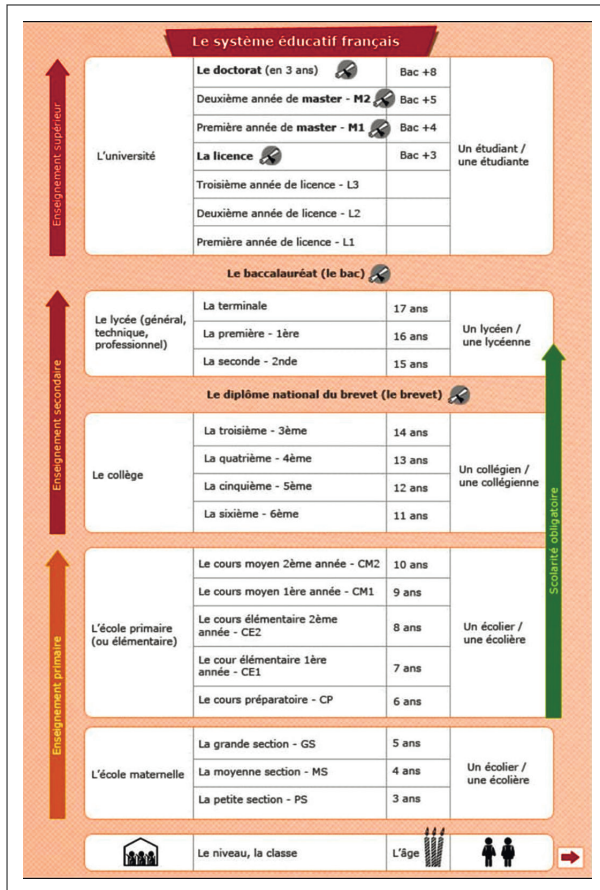 Le système éducatif français
Enseignement supérieur
L'université
Le doctorat (en 3 ans)
Bac +8
Deuxième année de master - M2
Bac +5
Première année de master - M1
Bac +4
La licence
Bac +3
Troisième année de licence - L3
Deuxième année de licence - L2
Première année de licence - L1
Un étudiant /
une étudiante
Le baccalauréat (le bac)
Enseignement secondaire
Le lycée (général,
technique,
professionnel)
La terminale
17 ans
La première - 1ère
16 ans
La seconde - 2nde
15 ans
Un lycéen /
une lycéenne
Le diplôme national du brevet (le brevet)
Le collège
La troisième - 3ème
14 ans
La quatrième - 4ème
13 ans
La cinquième - 5ème
12 ans
La sixième - 6ème
11 ans
Un collégien /
une collégienne
Scolarité obligatoire
Enseignement primaire
L'école primaire
(ou élémentaire)
Le cours moyen 2ème année - CM2
10 ans
Le cours moyen 1ère année - CM1
9 ans
Le cours élémentaire 2ème
année - CE2
8 ans
Le cour élémentaire 1ère
année - CE1
7 ans
Le cours préparatoire - CP
6 ans
Un écolier /
une écolière
L'école maternelle
La grande section - GS
5 ans
La moyenne section - MS
4 ans
La petite section - PS
3 ans
Un écolier /
une écolière
Le niveau, la classe
L'âge